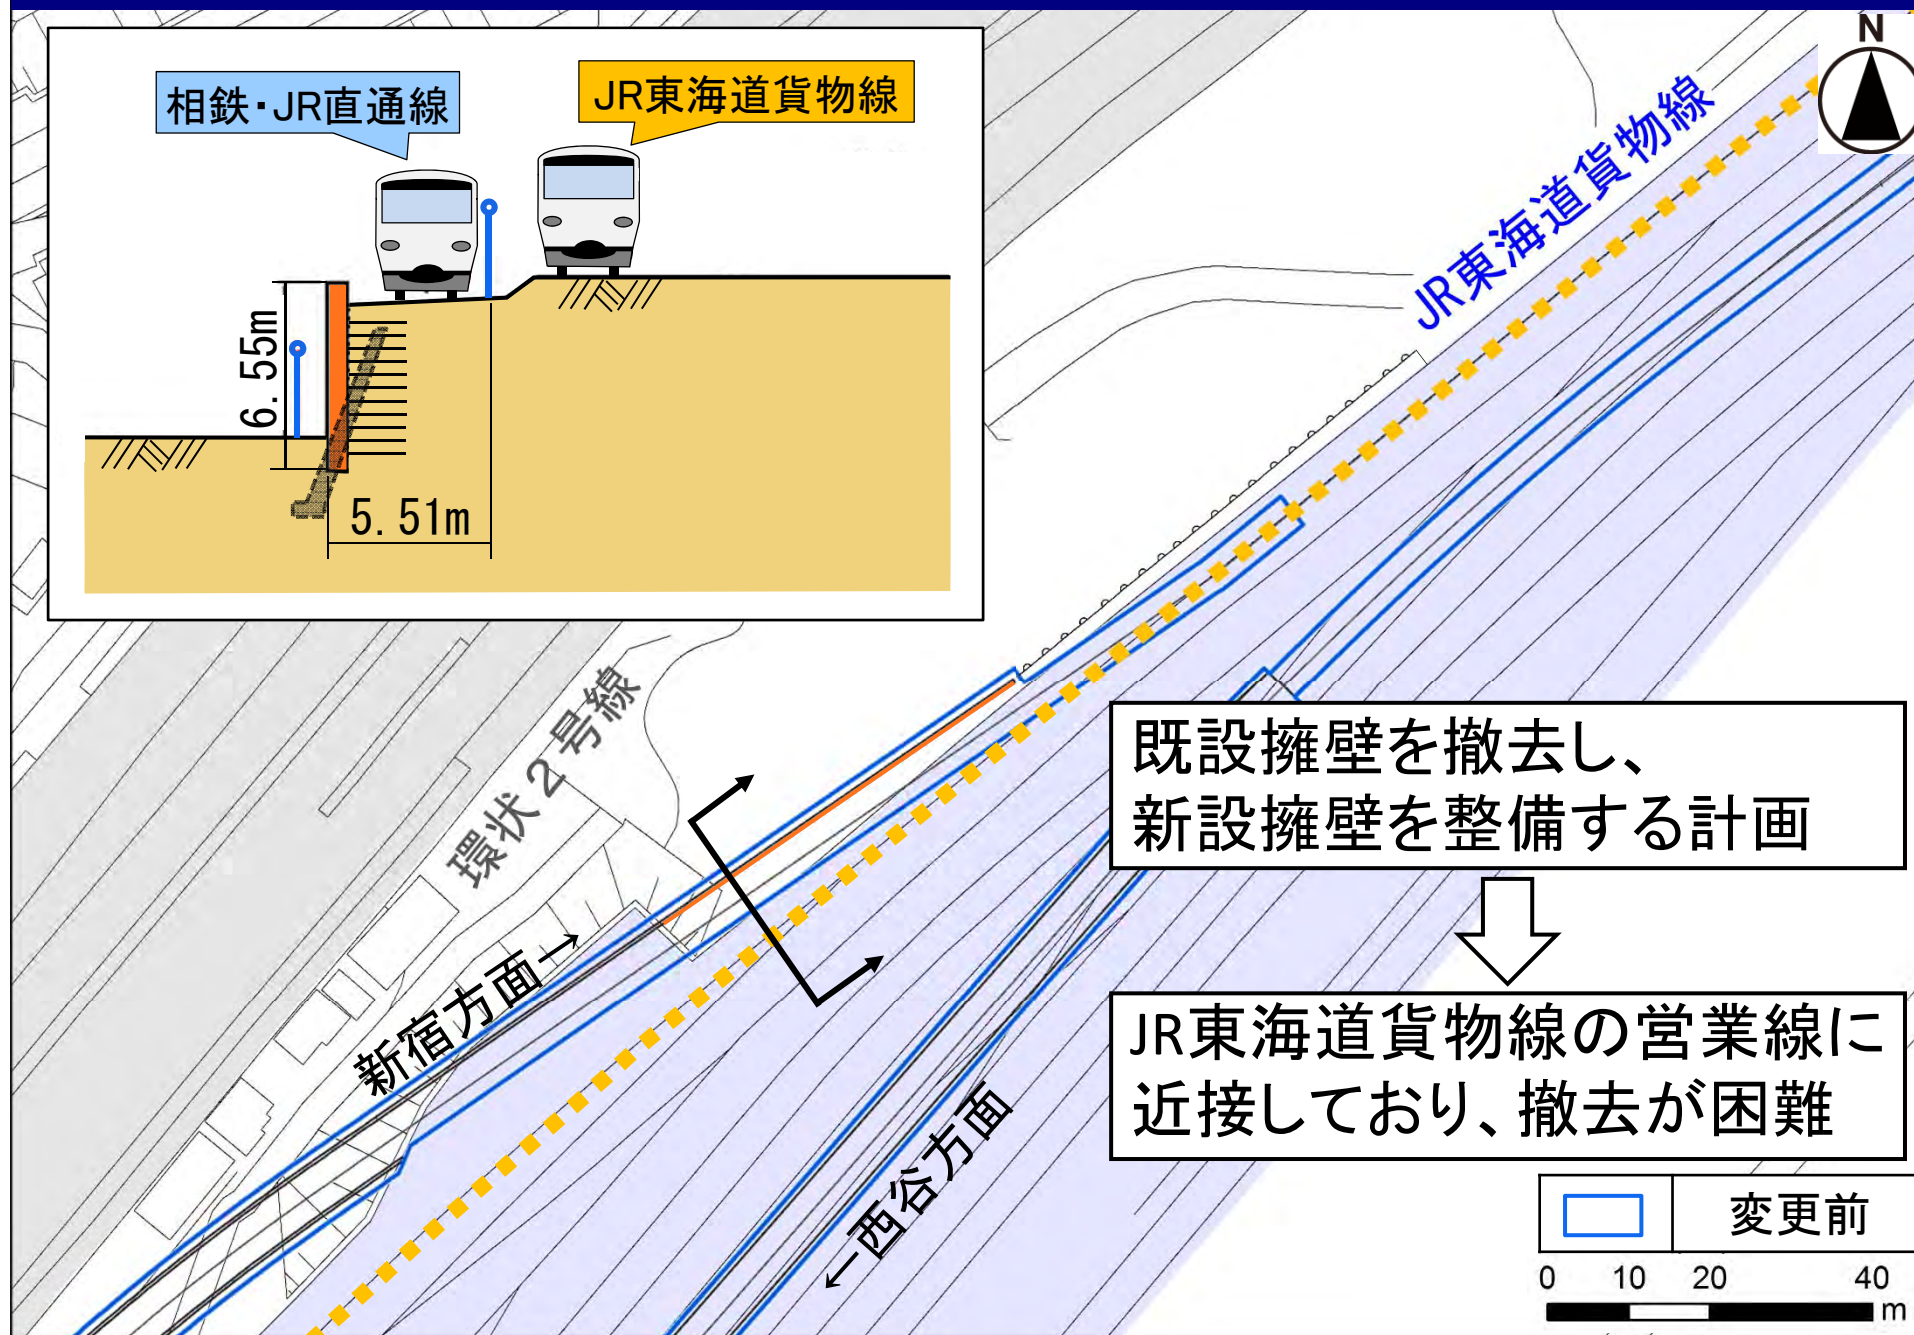 相鉄・JR直通線
JR東海道貨物線
6.55m
5.51m
N
JR東海道貨物線
環状2号線
新宿方面→
←西谷方面
既設擁壁を撤去し、
新設擁壁を整備する計画
JR東海道貨物線の営業線に
近接しており、撤去が困難
変更前
0 10 20 40
m